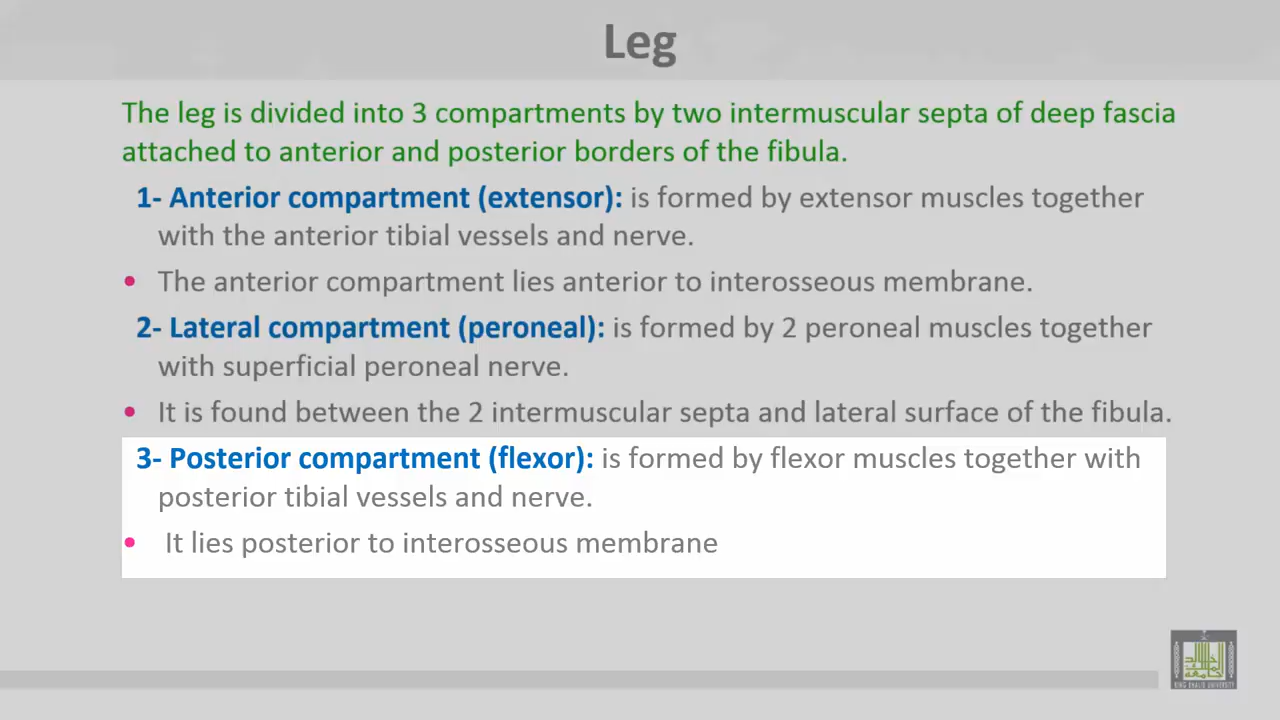 Leg
The leg is divided into 3 compartments by two intermuscular septa of deep fascia
attached to anterior and posterior borders of the fibula.
1- Anterior compartment (extensor): is formed by extensor muscles together
with the anterior tibial vessels and nerve.
• The anterior compartment lies anterior to interosseous membrane.
2- Lateral compartment (peroneal): is formed by 2 peroneal muscles together
with superficial peroneal nerve.
• It is found between the 2 intermuscular septa and lateral surface of the fibula.
3- Posterior compartment (flexor): is formed by flexor muscles together with
posterior tibial vessels and nerve.
• It lies posterior to interosseous membrane
KING KHALID UNIVERSITY